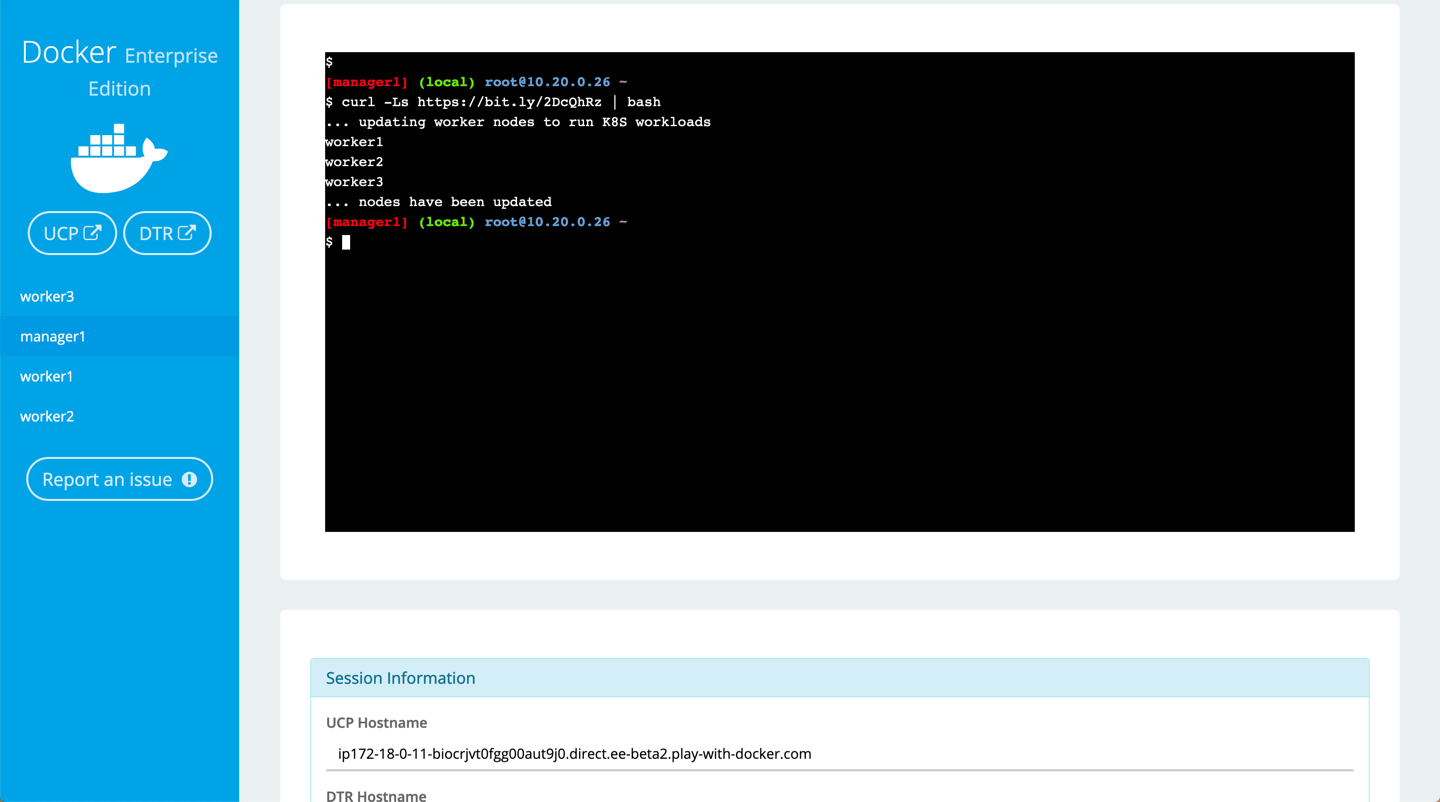 Docker Enterprise
Edition
UCP
DTR
worker3
manager1
worker1
worker2
Report an issue
$
[manager1] (local) root@10.20.0.26 ~
$ curl -Ls https://bit.ly/2DcQhRz | bash
... updating worker nodes to run K8S workloads
worker1
worker2
worker3
... nodes have been updated
[manager1] (local) root@10.20.0.26 ~
$
Session Information
UCP Hostname
ip172-18-0-11-biocrjvt0fgg00aut9j0.direct.ee-beta2.play-with-docker.com
DTR Hostname